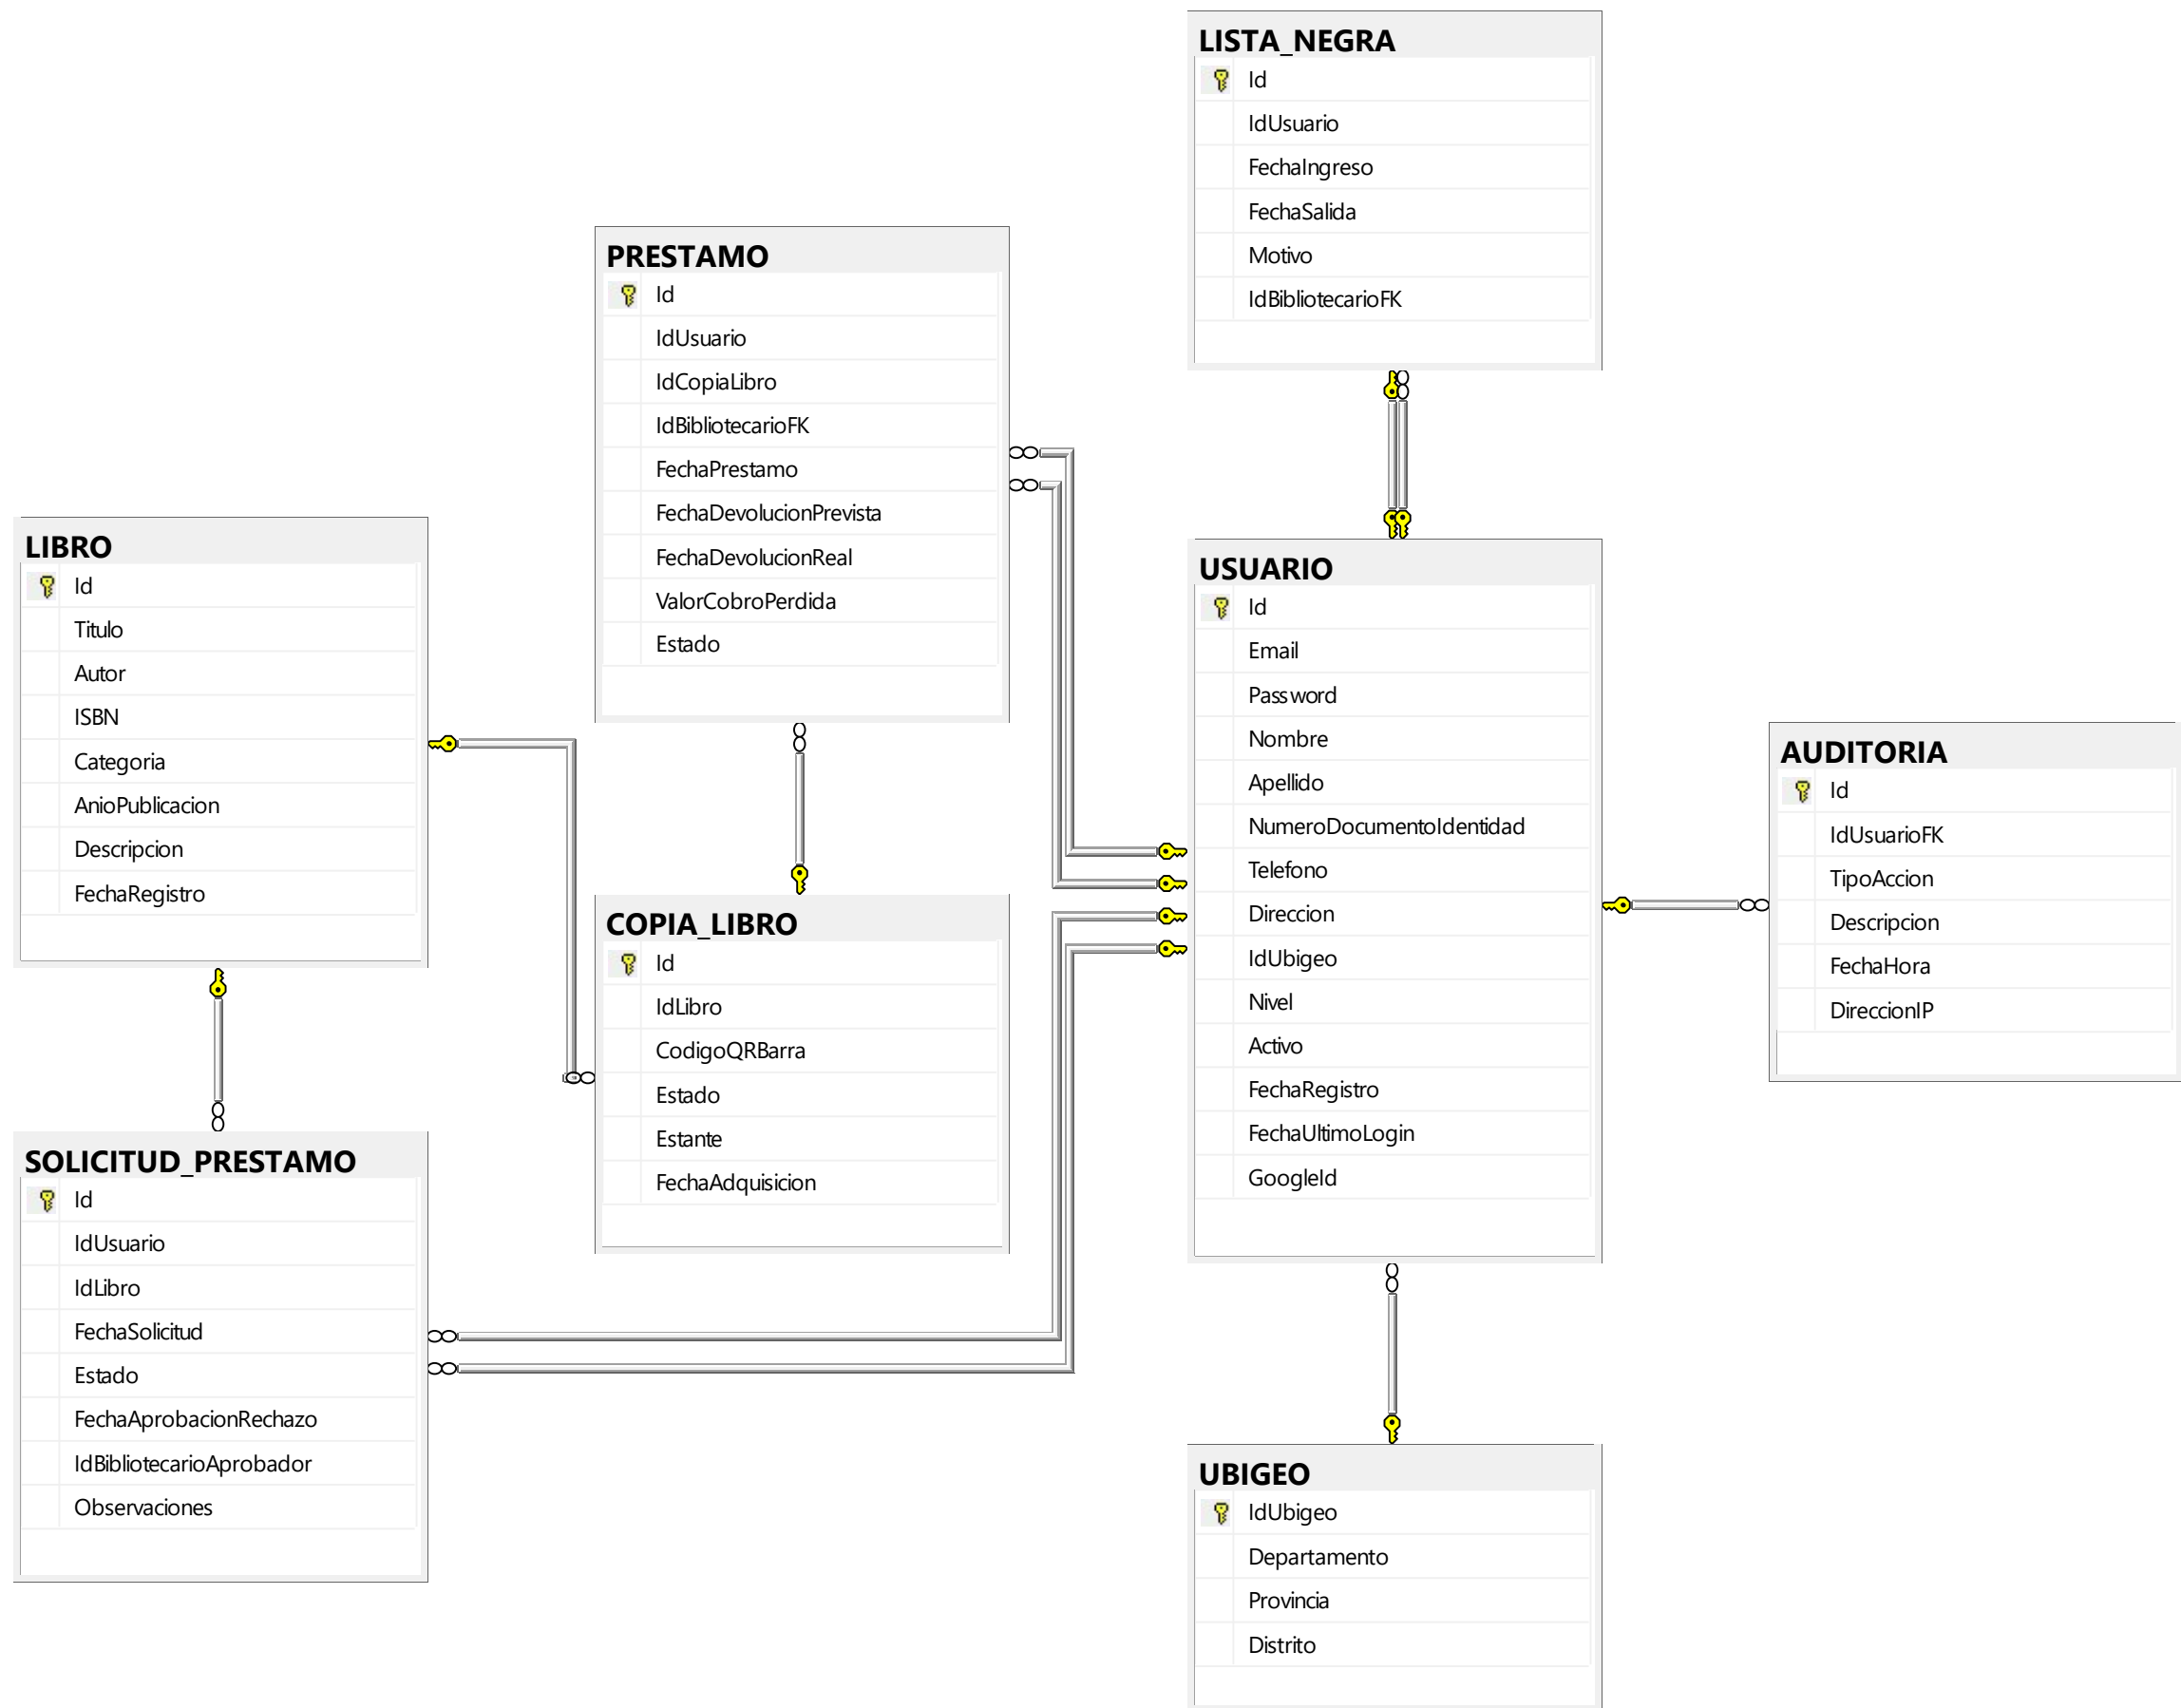 LISTA_NEGRA
Id
IdUsuario
FechaIngreso
FechaSalida
Motivo
IdBibliotecarioFK
PRESTAMO
Id
IdUsuario
IdCopiaLibro
IdBibliotecarioFK
FechaPrestamo
FechaDevolucionPrevista
FechaDevolucionReal
ValorCobroPerdida
Estado
LIBRO
Id
Titulo
Autor
ISBN
Categoria
AnioPublicacion
Descripcion
FechaRegistro
USUARIO
Id
Email
Password
Nombre
Apellido
NumeroDocumentoIdentidad
Telefono
Direccion
IdUbigeo
Nivel
Activo
FechaRegistro
FechaUltimoLogin
GoogleId
AUDITORIA
Id
IdUsuarioFK
TipoAccion
Descripcion
FechaHora
DireccionIP
COPIA_LIBRO
Id
IdLibro
CodigoQRBarra
Estado
Estante
FechaAdquisicion
SOLICITUD_PRESTAMO
Id
IdUsuario
IdLibro
FechaSolicitud
Estado
FechaAprobacionRechazo
IdBibliotecarioAprobador
Observaciones
UBIGEO
IdUbigeo
Departamento
Provincia
Distrito